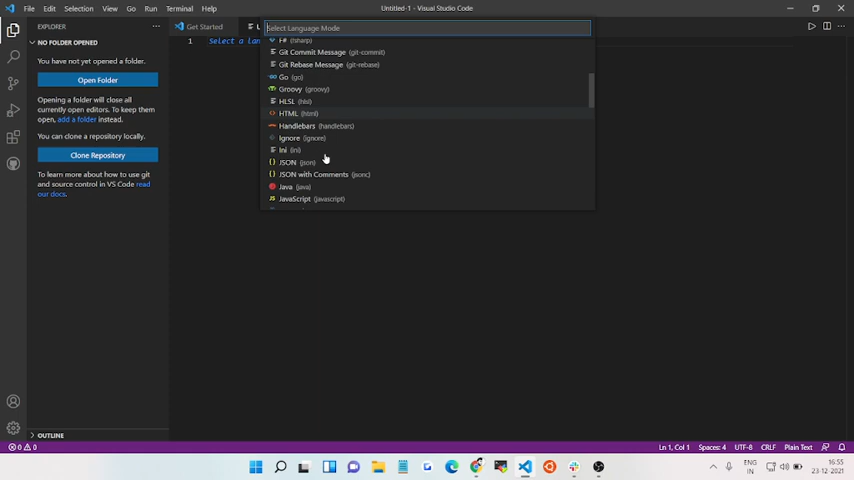 File Edit Selection View Go Run Terminal Help
Untitled-1 - Visual Studio Code
EXPLORER
Get Started
NO FOLDER OPENED
You have not yet opened a folder.
Open Folder
Opening a folder will close all
currently open editors. To keep them
open, add a folder instead.
You can clone a repository locally.
Clone Repository
To learn more about how to use git
and source control in VS Code read
our docs.
OUTLINE
1 Select a lan
Select Language Mode
F# (fsharp)
Git Commit Message (git-commit)
Git Rebase Message (git-rebase)
Go (go)
Groovy (groovy)
HLSL (hlsl)
HTML (html)
Handlebars (handlebars)
Ignore (ignore)
Ini (ini)
JSON (json)
JSON with Comments (jsonc)
Java (java)
JS JavaScript (javascript)
0 0
Ln 1, Col 1 Spaces: 4 UTF-8 CRLF Plain Text
ENG
IN
16:55
23-12-2021